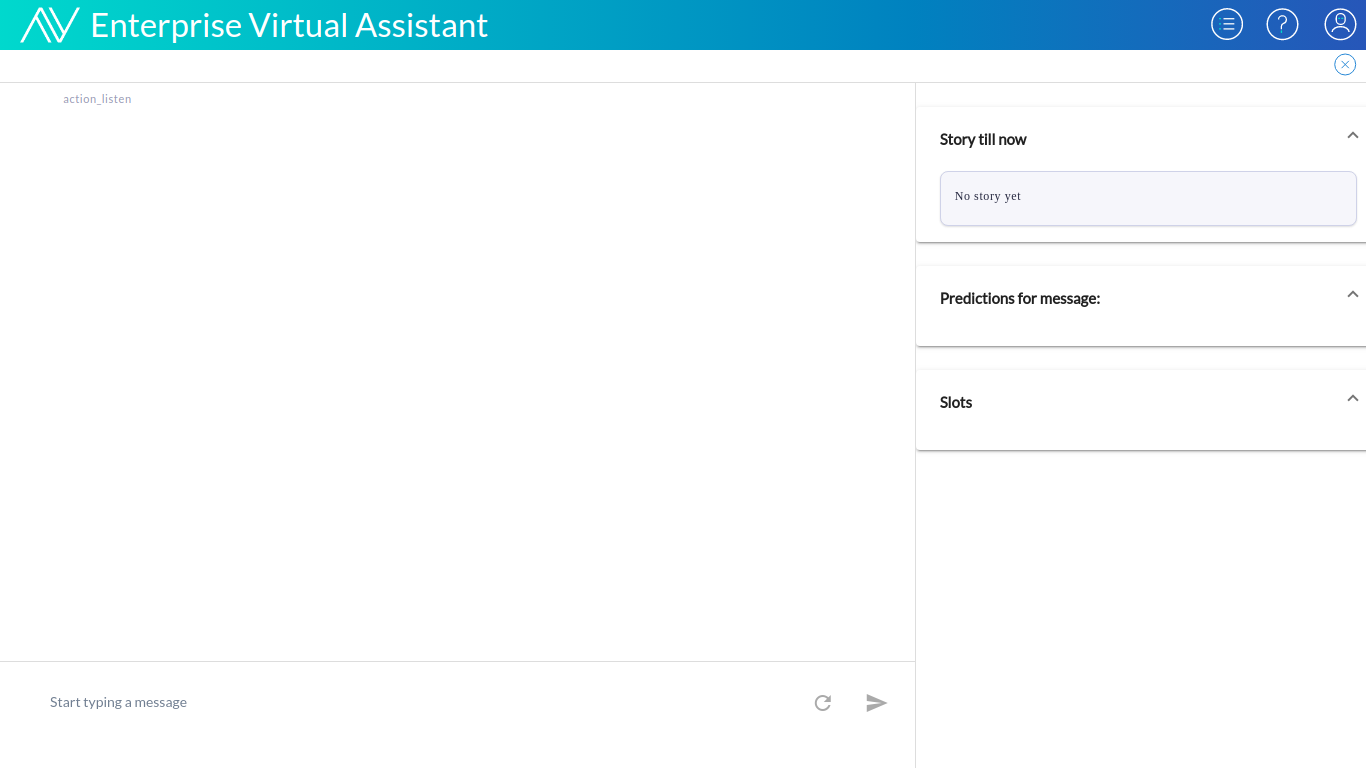 Enterprise Virtual Assistant
action_listen
Story till now
No story yet
Predictions for message:
Slots
Start typing a message